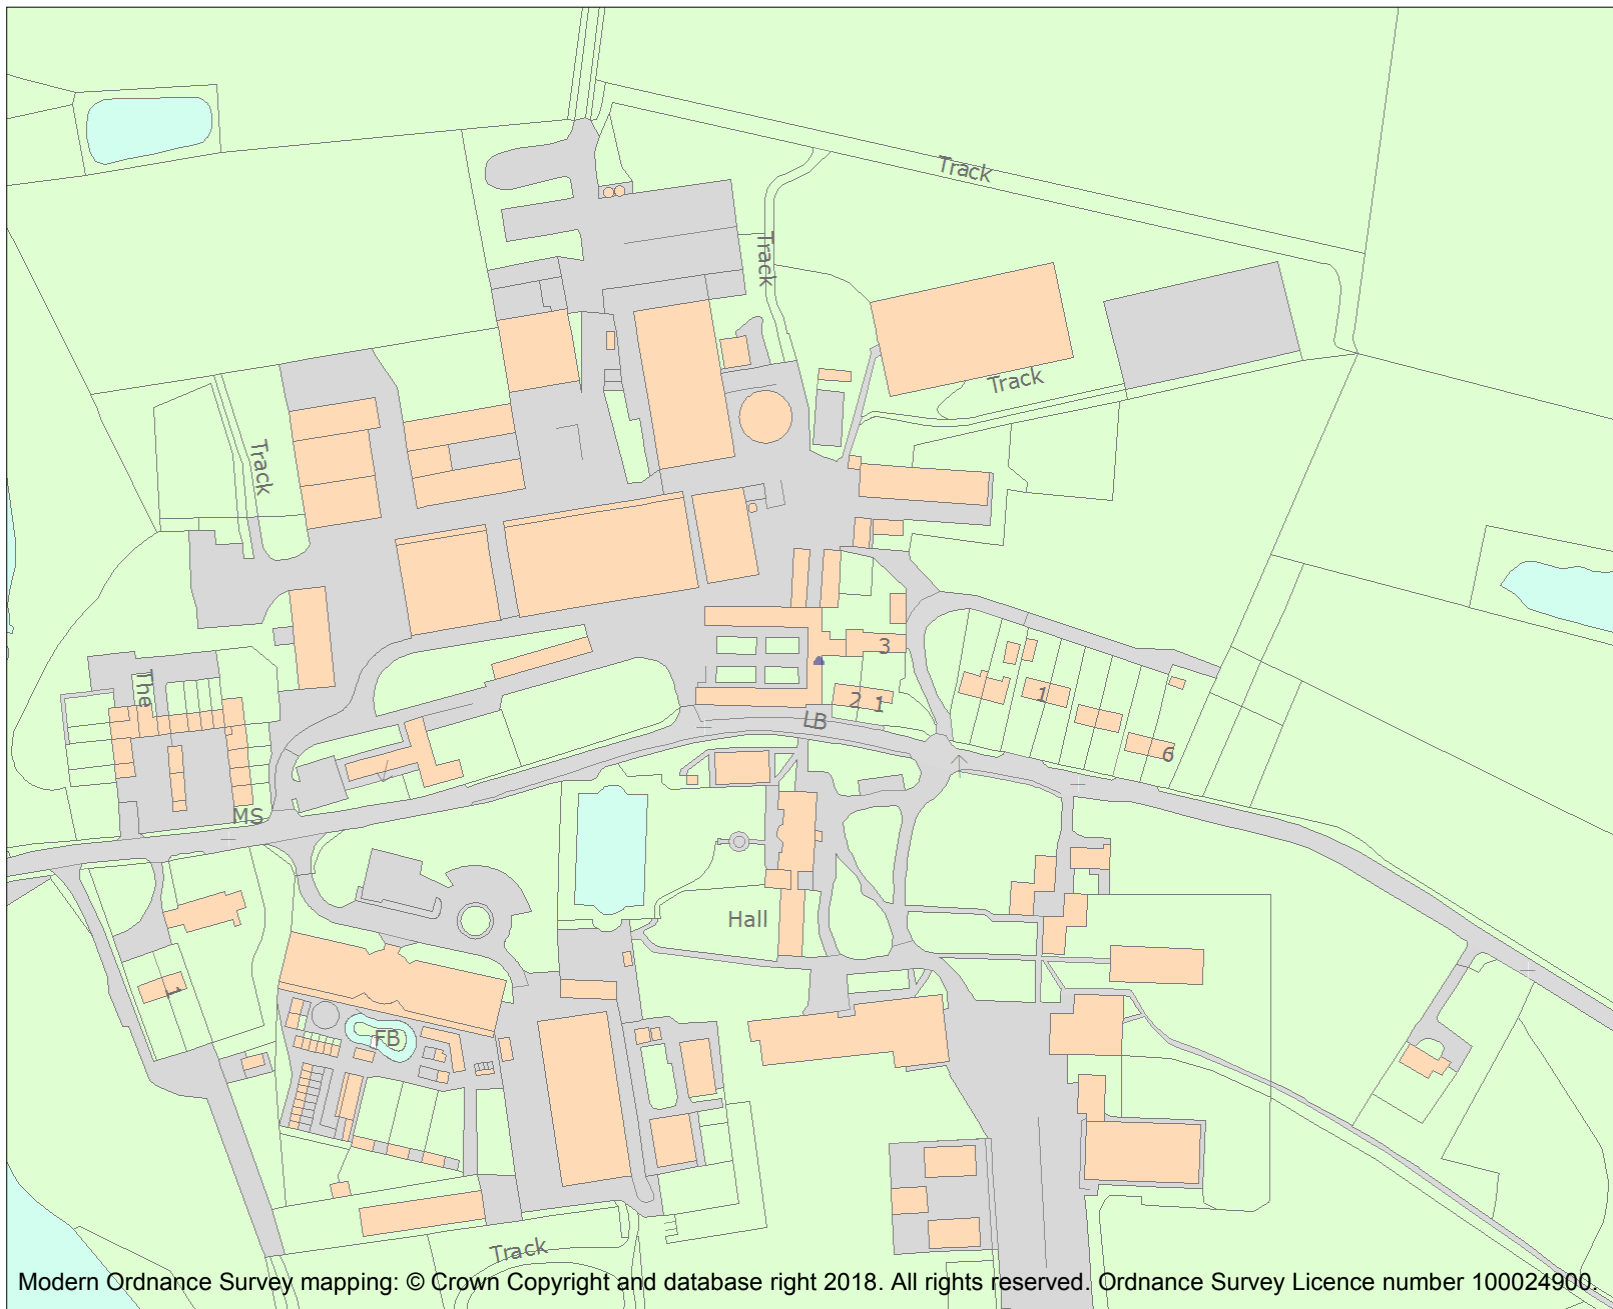 Track
Track
Track
Track
The
3
2
1
LB
1
6
MS
Hall
1
FB
Track
Modern Ordnance Survey mapping: © Crown Copyright and database right 2018. All rights reserved. Ordnance Survey Licence number 100024900.